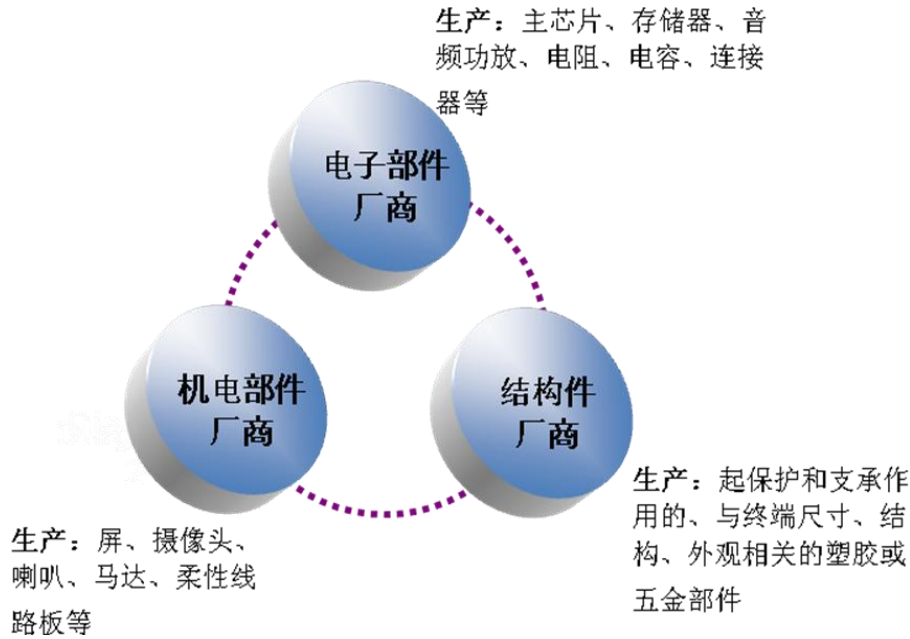 生产：主芯片、存储器、音
频功放、电阻、电容、连接
器等
电子部件
厂商
机电部件
厂商
结构件
厂商
生产：起保护和支承作
用的、与终端尺寸、结
构、外观相关的塑胶或
五金部件
生产：屏、摄像头、
喇叭、马达、柔性线
路板等